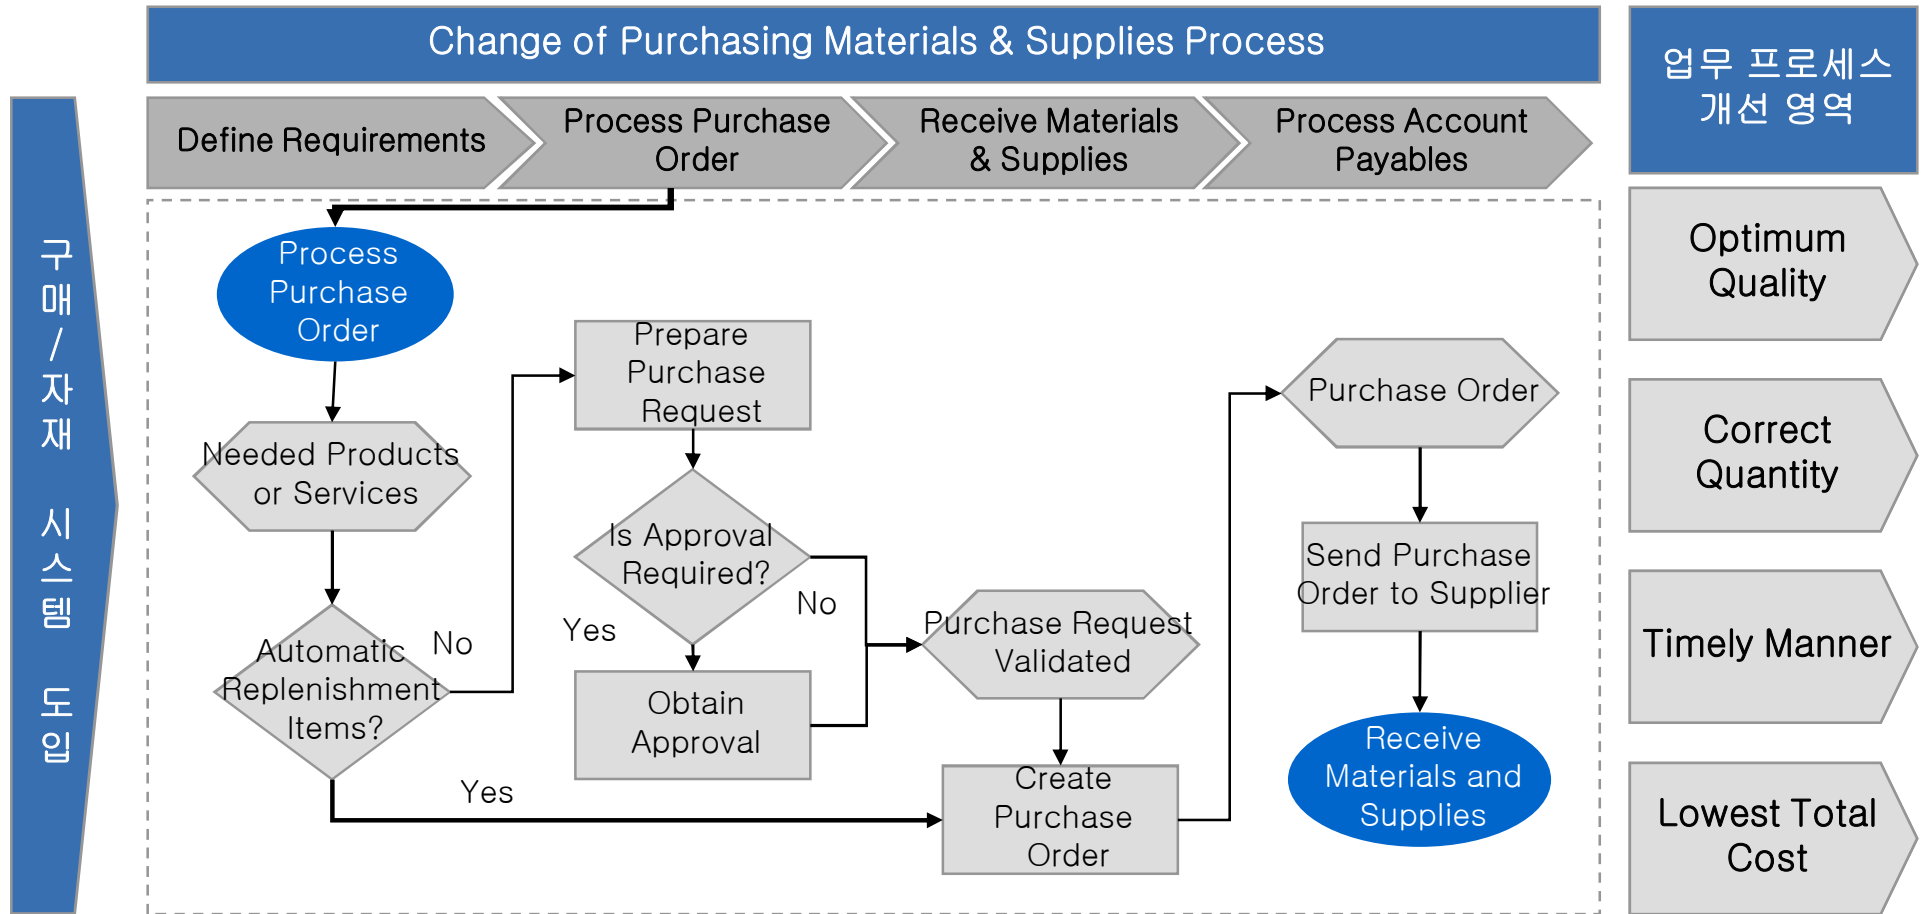 Change of Purchasing Materials & Supplies Process
업무 프로세스
개선 영역
Define Requirements
Process Purchase
Order
Receive Materials
& Supplies
Process Account
Payables
구
매
/
자
재
시
스
템
도
입
Process
Purchase
Order
Needed Products
or Services
Automatic
Replenishment
Items?
No
Yes
Prepare
Purchase
Request
Is Approval
Required?
Yes
No
Obtain
Approval
Purchase Request
Validated
Create
Purchase
Order
Purchase Order
Send Purchase
Order to Supplier
Receive
Materials and
Supplies
Optimum
Quality
Correct
Quantity
Timely Manner
Lowest Total
Cost